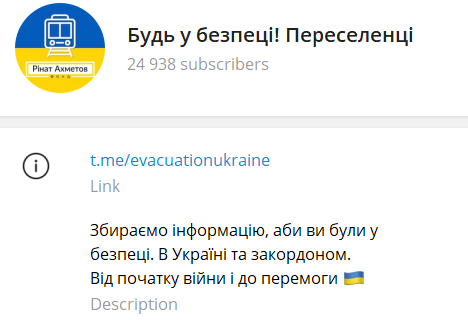 Рінат Ахметов
ФОНД
Будь у безпеці! Переселенці
24 938 subscribers
t.me/evacuationukraine
Link
Збираємо інформацію, аби ви були у
безпеці. В Україні та закордоном.
Від початку війни і до перемоги 🇺🇦
Description